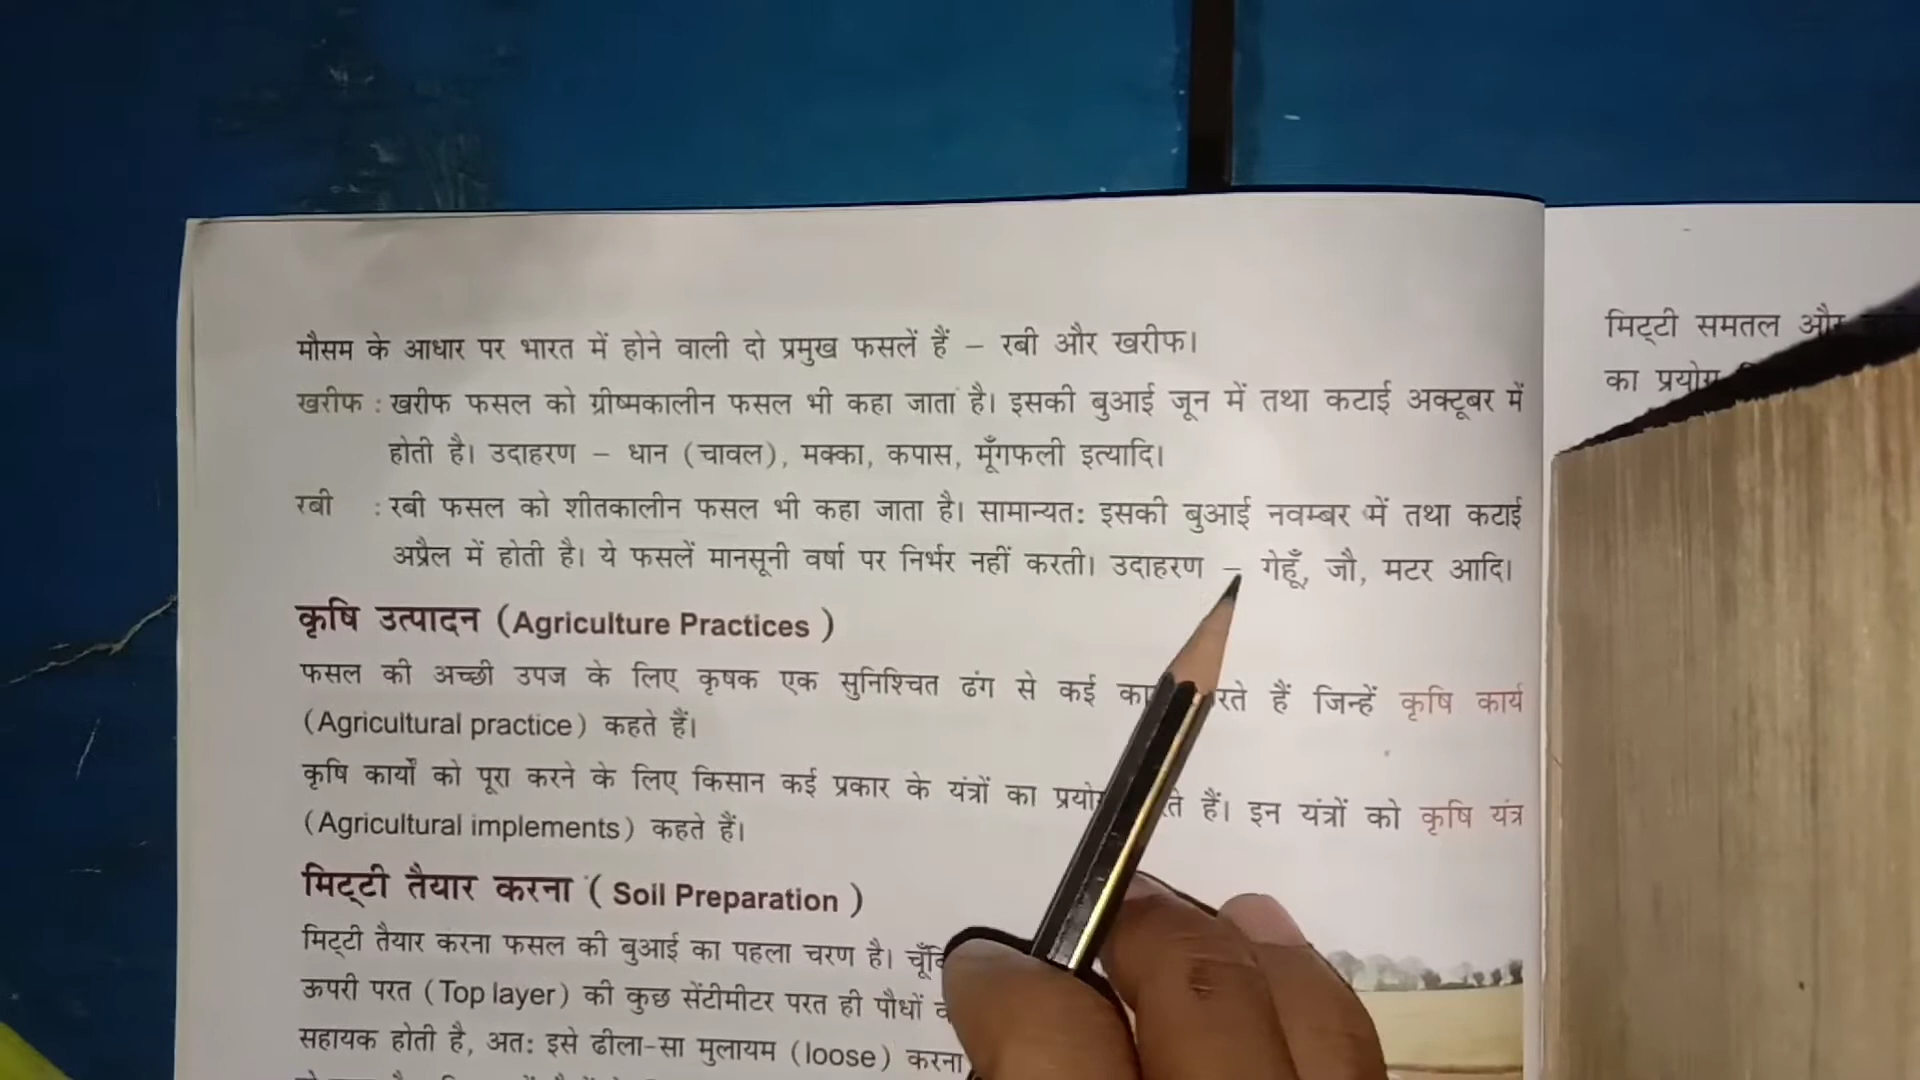 मौसम के आधार पर भारत में होने वाली दो प्रमुख फसलें हैं – रबी और खरीफ।
खरीफ : खरीफ फसल को ग्रीष्मकालीन फसल भी कहा जाता है। इसकी बुआई जून में तथा कटाई अक्टूबर में
होती है। उदाहरण – धान (चावल), मक्का, कपास, मूँगफली इत्यादि।
रबी : रबी फसल को शीतकालीन फसल भी कहा जाता है। सामान्यत: इसकी बुआई नवम्बर में तथा कटाई
अप्रैल में होती है। ये फसलें मानसूनी वर्षा पर निर्भर नहीं करती। उदाहरण – गेहूँ, जौ, मटर आदि।
कृषि उत्पादन (Agriculture Practices )
फसल की अच्छी उपज के लिए कृषक एक सुनिश्चित ढंग से कई हैं जिन्हें कृषि कार्य
(Agricultural practice) कहते हैं।
कृषि कार्यों को पूरा करने के लिए किसान कई प्रकार के यंत्रों का हैं। इन यंत्रों को कृषि यंत्र
(Agricultural implements) कहते हैं।
मिट्टी तैयार करना ( Soil Preparation )
मिट्टी तैयार करना फसल की बुआई का पहला चरण है।
ऊपरी परत (Top layer) की कुछ सेंटीमीटर परत ही पौधों
सहायक होती है, अत: इसे ढीला-सा मुलायम (loose) करना
मिट्टी समतल और
का प्रयोग